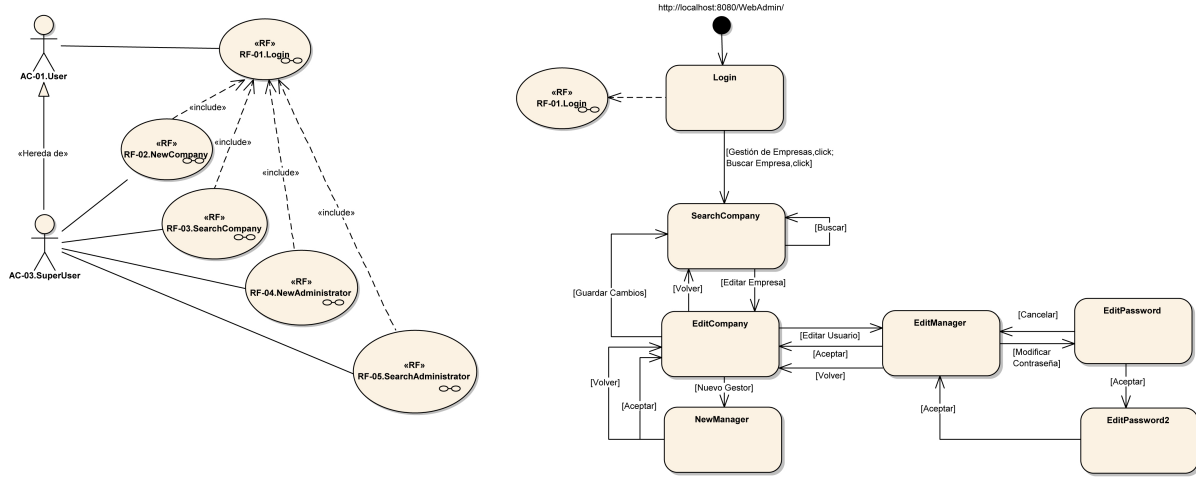 «RF»
RF-01.Login
AC-01.User
«include»
«RF»
RF-02.NewCompany
«include»
«Hereda de»
«include»
«RF»
RF-03.SearchCompany
«include»
AC-03.SuperUser
«RF»
RF-04.NewAdministrator
«RF»
RF-05.SearchAdministrator
http://localhost:8080/WebAdmin/
Login
«RF»
RF-01.Login
[Gestión de Empresas,click;
Buscar Empresa,click]
SearchCompany
[Buscar]
[Guardar Cambios]
[Volver]
[Editar Empresa]
EditCompany
[Editar Usuario]
[Aceptar]
[Volver]
EditManager
[Cancelar]
[Modificar
Contraseña]
EditPassword
[Volver]
[Aceptar]
[Nuevo Gestor]
[Aceptar]
[Aceptar]
NewManager
EditPassword2